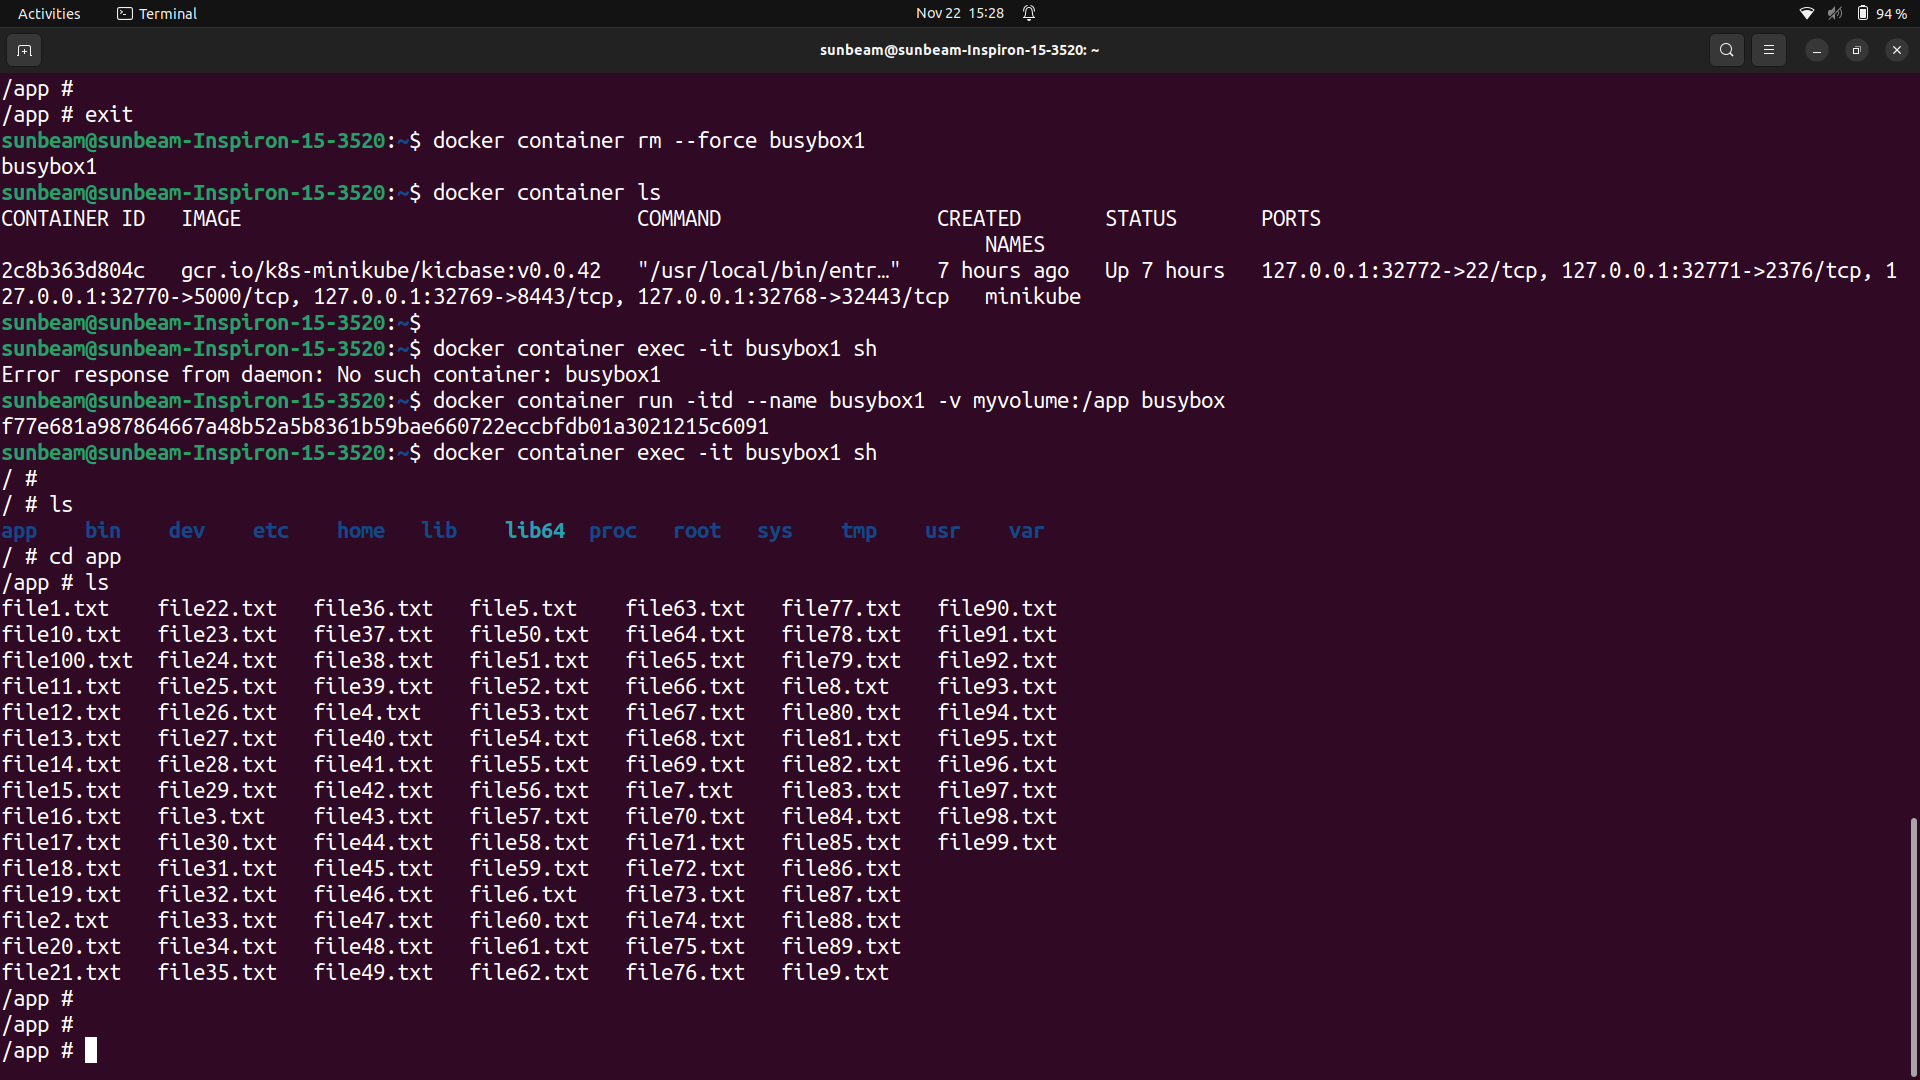 Activities Terminal Nov 22 15:28 94 %
sunbeam@sunbeam-Inspiron-15-3520: ~
/app #
/app # exit
sunbeam@sunbeam-Inspiron-15-3520:~$ docker container rm --force busybox1
busybox1
sunbeam@sunbeam-Inspiron-15-3520:~$ docker container ls
CONTAINER ID   IMAGE                                 COMMAND                  CREATED       STATUS       PORTS
NAMES
2c8b363d804c   gcr.io/k8s-minikube/kicbase:v0.0.42   "/usr/local/bin/entr…"   7 hours ago   Up 7 hours   127.0.0.1:32772->22/tcp, 127.0.0.1:32771->2376/tcp, 1
27.0.0.1:32770->5000/tcp, 127.0.0.1:32769->8443/tcp, 127.0.0.1:32768->32443/tcp   minikube
sunbeam@sunbeam-Inspiron-15-3520:~$
sunbeam@sunbeam-Inspiron-15-3520:~$ docker container exec -it busybox1 sh
Error response from daemon: No such container: busybox1
sunbeam@sunbeam-Inspiron-15-3520:~$ docker container run -itd --name busybox1 -v myvolume:/app busybox
f77e681a987864667a48b52a5b8361b59bae660722eccbfdb01a3021215c6091
sunbeam@sunbeam-Inspiron-15-3520:~$ docker container exec -it busybox1 sh
/ #
/ # ls
app    bin    dev    etc    home   lib    lib64  proc   root   sys    tmp    usr    var
/ # cd app
/app # ls
file1.txt    file22.txt   file36.txt   file5.txt    file63.txt   file77.txt   file90.txt
file10.txt   file23.txt   file37.txt   file50.txt   file64.txt   file78.txt   file91.txt
file100.txt  file24.txt   file38.txt   file51.txt   file65.txt   file79.txt   file92.txt
file11.txt   file25.txt   file39.txt   file52.txt   file66.txt   file8.txt    file93.txt
file12.txt   file26.txt   file4.txt    file53.txt   file67.txt   file80.txt   file94.txt
file13.txt   file27.txt   file40.txt   file54.txt   file68.txt   file81.txt   file95.txt
file14.txt   file28.txt   file41.txt   file55.txt   file69.txt   file82.txt   file96.txt
file15.txt   file29.txt   file42.txt   file56.txt   file7.txt    file83.txt   file97.txt
file16.txt   file3.txt    file43.txt   file57.txt   file70.txt   file84.txt   file98.txt
file17.txt   file30.txt   file44.txt   file58.txt   file71.txt   file85.txt   file99.txt
file18.txt   file31.txt   file45.txt   file59.txt   file72.txt   file86.txt
file19.txt   file32.txt   file46.txt   file6.txt    file73.txt   file87.txt
file2.txt    file33.txt   file47.txt   file60.txt   file74.txt   file88.txt
file20.txt   file34.txt   file48.txt   file61.txt   file75.txt   file89.txt
file21.txt   file35.txt   file49.txt   file62.txt   file76.txt   file9.txt
/app #
/app #
/app #